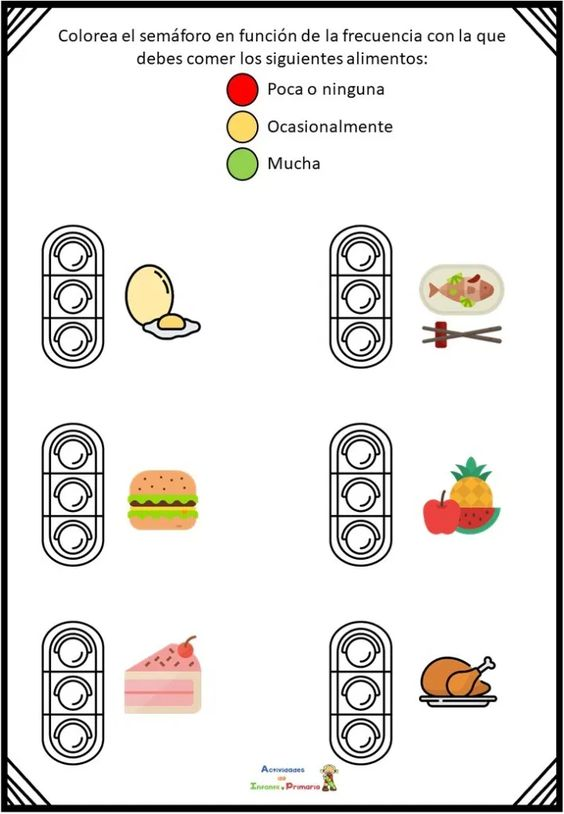 Colorea el semáforo en función de la frecuencia con la que
debes comer los siguientes alimentos:
Poca o ninguna
Ocasionalmente
Mucha
Actividades
de
Infantil y Primaria